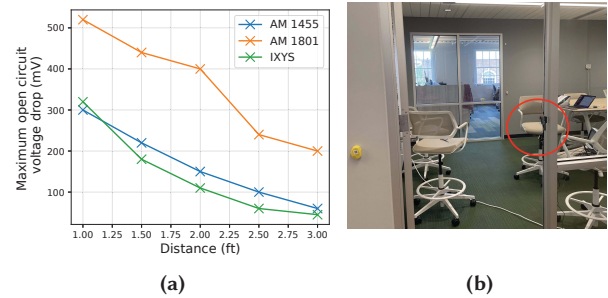 AM 1455
AM 1801
IXYS
Maximum open circuit
voltage drop (mV)
500
400
300
200
100
1.00 1.25 1.50 1.75 2.00 2.25 2.50 2.75 3.00
Distance (ft)
(a)
(b)